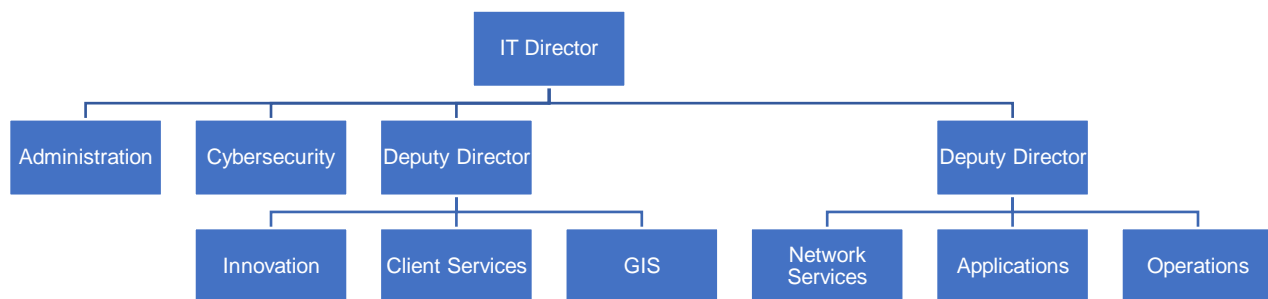 IT Director
Administration
Cybersecurity
Deputy Director
Deputy Director
Innovation
Client Services
GIS
Network
Services
Applications
Operations